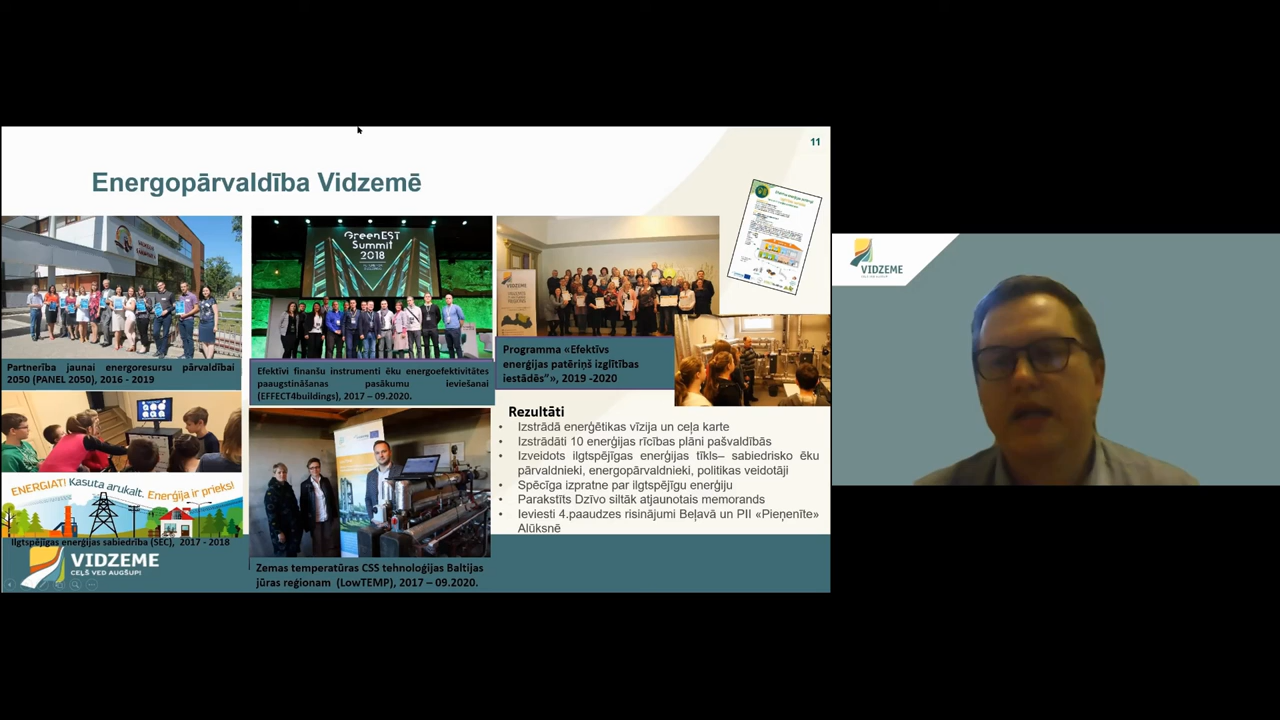 11
Energopārvaldība Vidzemē
GreenEST
Summit
2018
VIDZEME
Partnerība jaunai energoresursu pārvaldībai
2050 (PANEL 2050), 2016 - 2019
Efektīvi finanšu instrumenti ēku energoefektivitātes
paaugstināšanas pasākumu ieviešanai
(EFFECT4buildings), 2017 – 09.2020.
Programma «Efektīvs
enerģijas patēriņš izglītības
iestādēs”», 2019 -2020
Rezultāti
• Izstrādā enerģētikas vīzija un ceļa karte
• Izstrādāti 10 enerģijas rīcības plāni pašvaldībās
• Izveidots ilgtspējīgas enerģijas tīkls– sabiedrisko ēku
pārvaldnieki, energopārvaldnieki, politikas veidotāji
• Spēcīga izpratne par ilgtspējīgu enerģiju
• Parakstīts Dzīvo siltāk atjaunotais memorands
• Ieviesti 4.paaudzes risinājumi Beļavā un PII «Pieņenīte»
Alūksnē
ENERGIAT! Kasuta arukalt. Enerģija ir prieks!
Ilgtspējīgas enerģijas sabiedrība (SEC), 2017 - 2018
VIDZEME
CEĻŠ VED AUGŠUP!
Zemas temperatūras CSS tehnoloģijas Baltijas
jūras reģionam (LowTEMP), 2017 – 09.2020.
VIDZEME